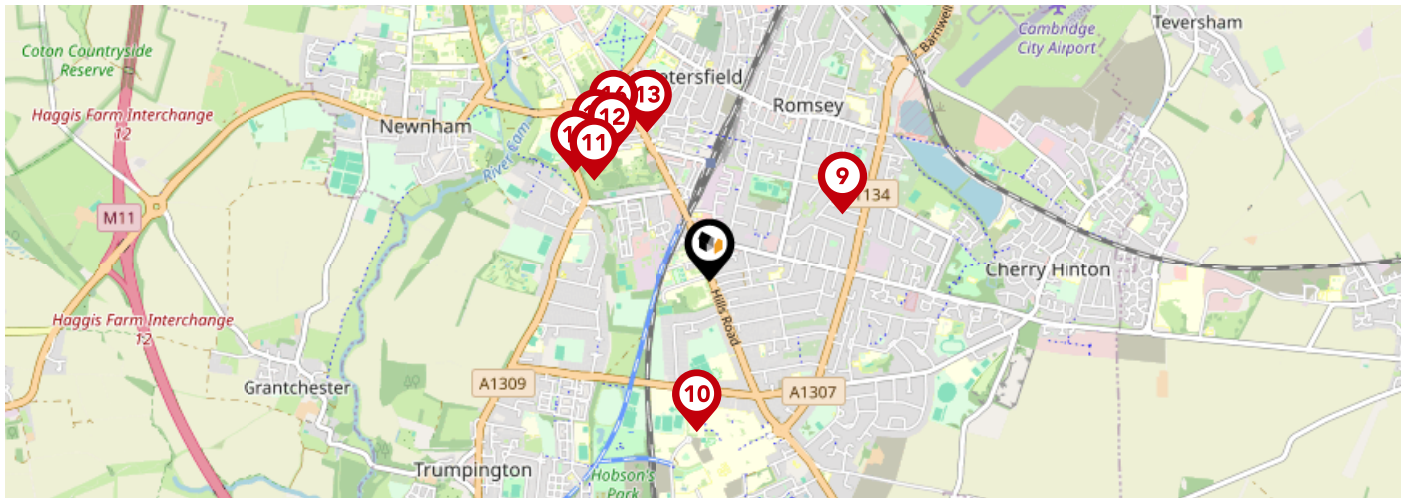 Coton Countryside
Reserve
Haggis Farm Interchange
12
Newnham
River Cam
M11
Haggis Farm Interchange
12
Grantchester
A1309
Trumpington
Hobson's
Park
13
12
11
Romsey
9
Hills Road
10
A1307
Cherry Hinton
Barnwell
Cambridge
City Airport
Teversham